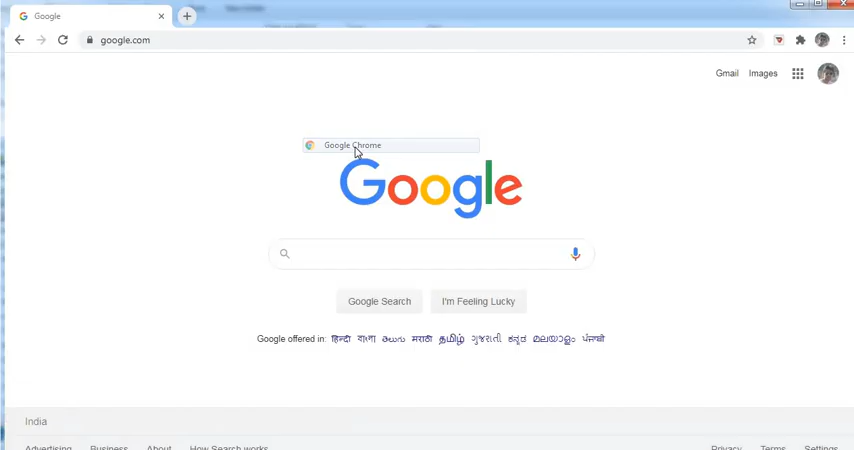 Google
google.com
Gmail Images
Google Chrome
Google
Google Search I'm Feeling Lucky
Google offered in: हिन्दी বাংলা తెలుగు मराठी தமிழ் ગુજરાતી ಕನ್ನಡ മലയാളം ਪੰਜਾਬੀ
India
Advertising Business About How Search works Privacy Terms Settings